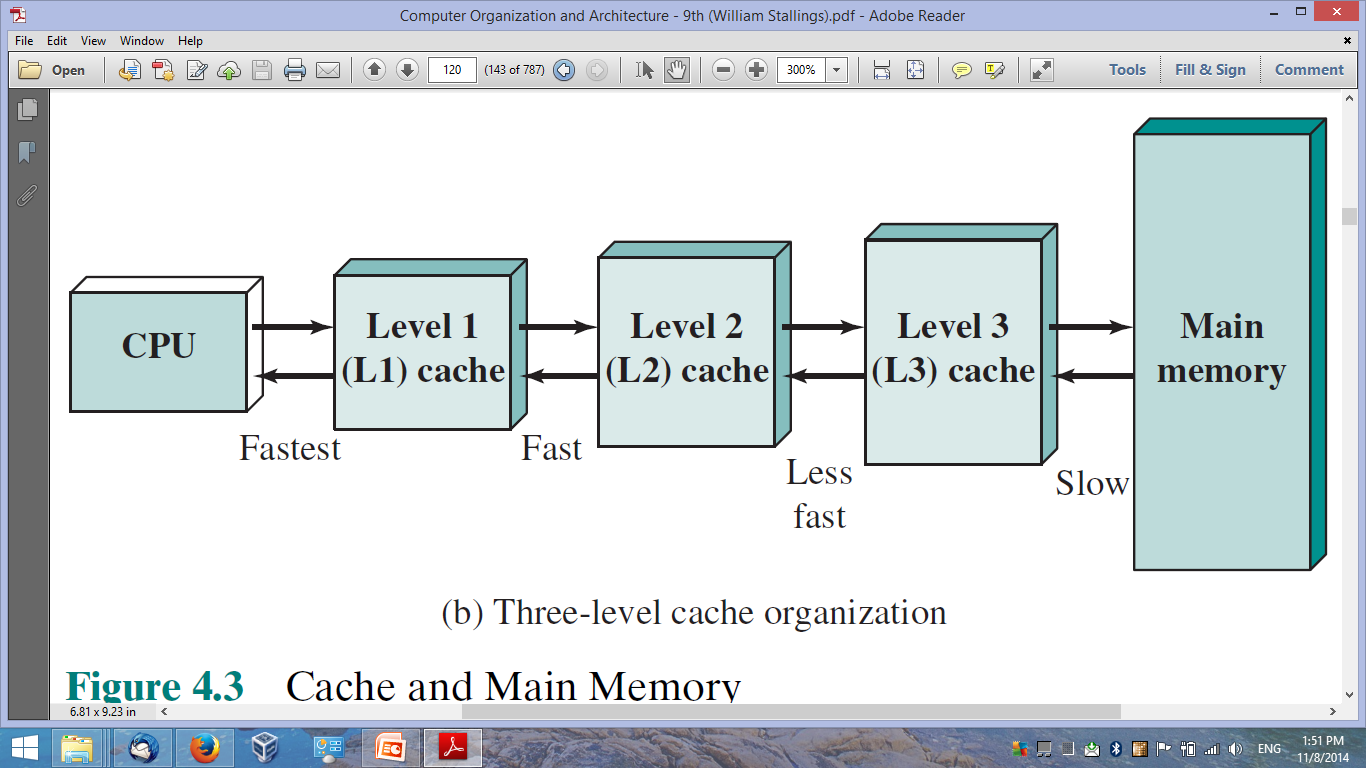 Computer Organization and Architecture - 9th (William Stallings).pdf - Adobe Reader
File Edit View Window Help
Open 120 (143 of 787) 300% Tools Fill & Sign Comment
CPU
Level 1
(L1) cache
Level 2
(L2) cache
Level 3
(L3) cache
Main
memory
Fastest
Fast
Less
fast
Slow
(b) Three-level cache organization
Figure 4.3 Cache and Main Memory
6.81 x 9.23 in
ENG
1:51 PM
11/8/2014